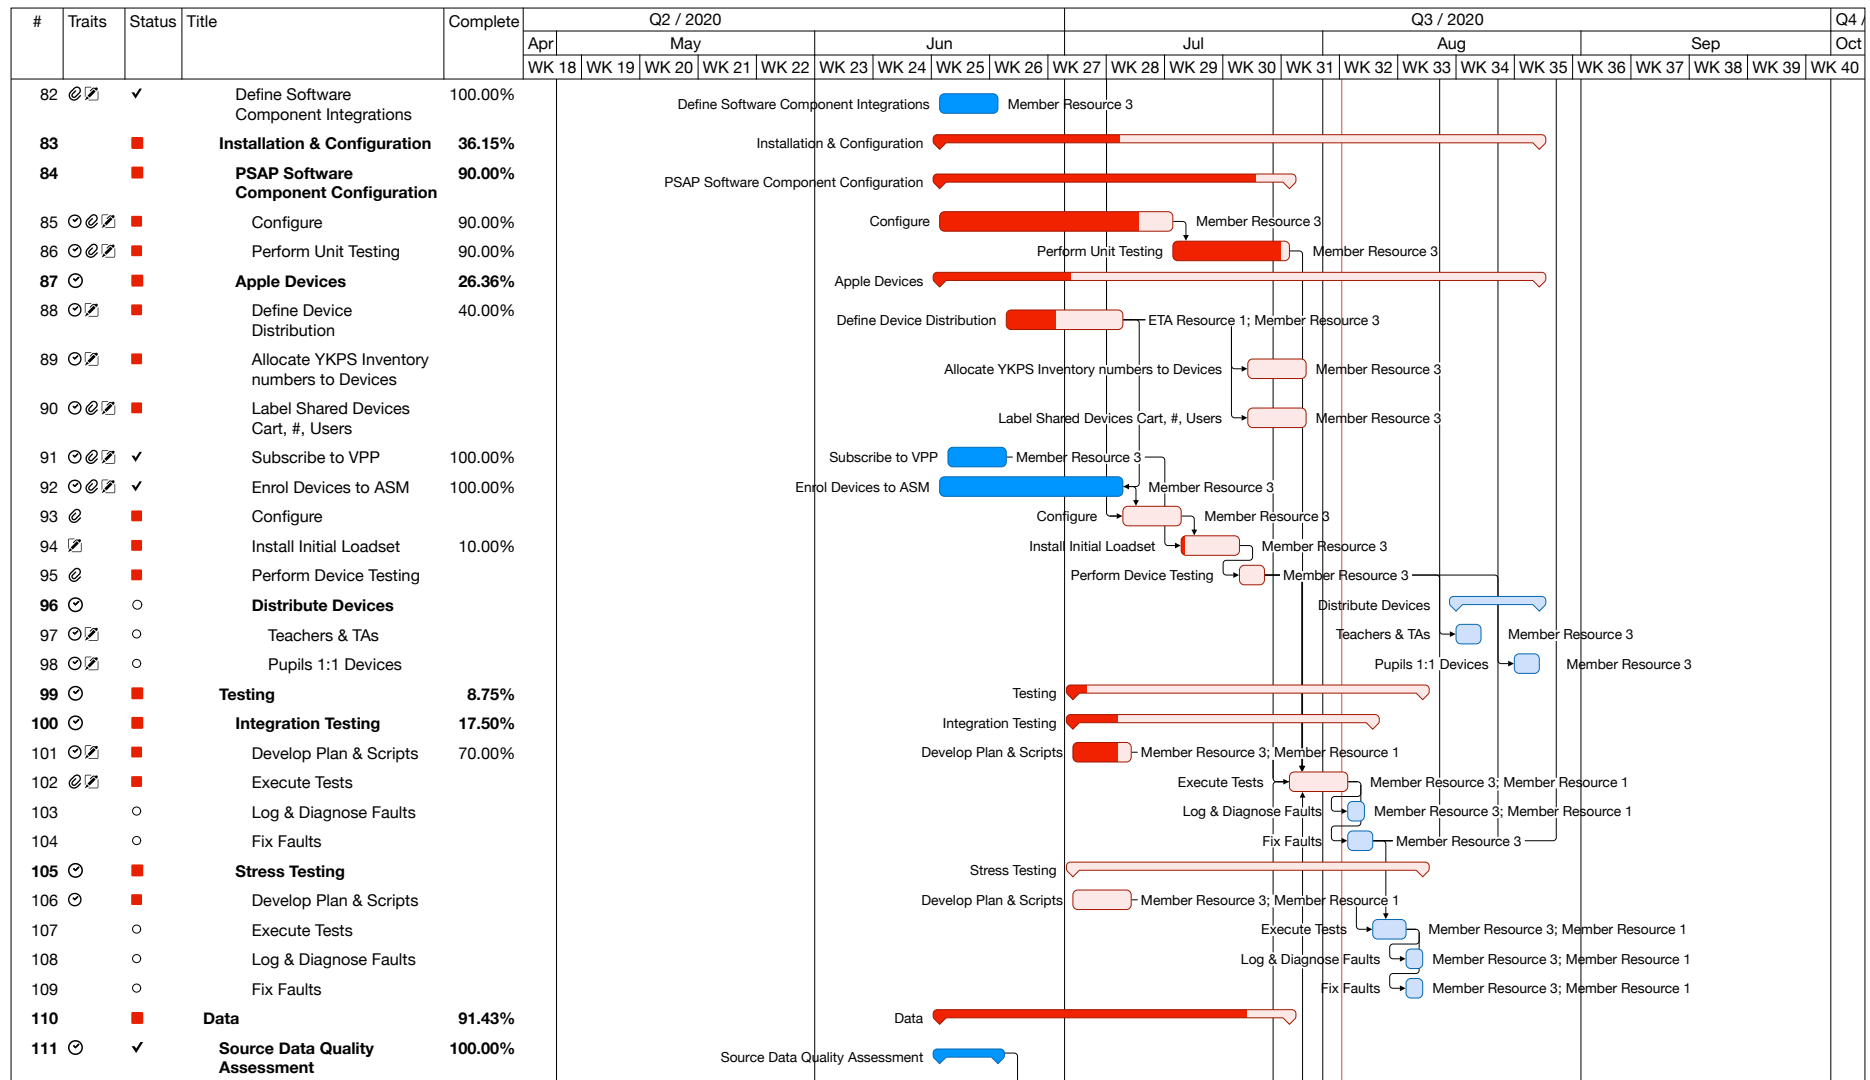 # Traits Status Title Complete Q2 / 2020 Q3 / 2020 Q4 /
Apr May Jun Jul Aug Sep Oct
WK 18 WK 19 WK 20 WK 21 WK 22 WK 23 WK 24 WK 25 WK 26 WK 27 WK 28 WK 29 WK 30 WK 31 WK 32 WK 33 WK 34 WK 35 WK 36 WK 37 WK 38 WK 39 WK 40
82 Define Software 100.00%
Component Integrations
Define Software Component Integrations Member Resource 3
83 Installation & Configuration 36.15% Installation & Configuration
84 PSAP Software 90.00%
Component Configuration
PSAP Software Component Configuration
85 Configure 90.00% Configure Member Resource 3
86 Perform Unit Testing 90.00% Perform Unit Testing Member Resource 3
87 Apple Devices 26.36% Apple Devices
88 Define Device 40.00%
Distribution
Define Device Distribution ETA Resource 1; Member Resource 3
89 Allocate YKPS Inventory
numbers to Devices
Allocate YKPS Inventory numbers to Devices Member Resource 3
90 Label Shared Devices
Cart, #, Users
Label Shared Devices Cart, #, Users Member Resource 3
91 Subscribe to VPP 100.00% Subscribe to VPP Member Resource 3
92 Enrol Devices to ASM 100.00% Enrol Devices to ASM Member Resource 3
93 Configure Configure Member Resource 3
94 Install Initial Loadset 10.00% Install Initial Loadset Member Resource 3
95 Perform Device Testing Perform Device Testing Member Resource 3
96 Distribute Devices Distribute Devices
97 Teachers & TAs Teachers & TAs Member Resource 3
98 Pupils 1:1 Devices Pupils 1:1 Devices Member Resource 3
99 Testing 8.75% Testing
100 Integration Testing 17.50% Integration Testing
101 Develop Plan & Scripts 70.00% Develop Plan & Scripts Member Resource 3; Member Resource 1
102 Execute Tests Execute Tests Member Resource 3; Member Resource 1
103 Log & Diagnose Faults Log & Diagnose Faults Member Resource 3; Member Resource 1
104 Fix Faults Fix Faults Member Resource 3
105 Stress Testing Stress Testing
106 Develop Plan & Scripts Develop Plan & Scripts Member Resource 3; Member Resource 1
107 Execute Tests Execute Tests Member Resource 3; Member Resource 1
108 Log & Diagnose Faults Log & Diagnose Faults Member Resource 3; Member Resource 1
109 Fix Faults Fix Faults Member Resource 3; Member Resource 1
110 Data 91.43% Data
111 Source Data Quality 100.00%
Assessment
Source Data Quality Assessment